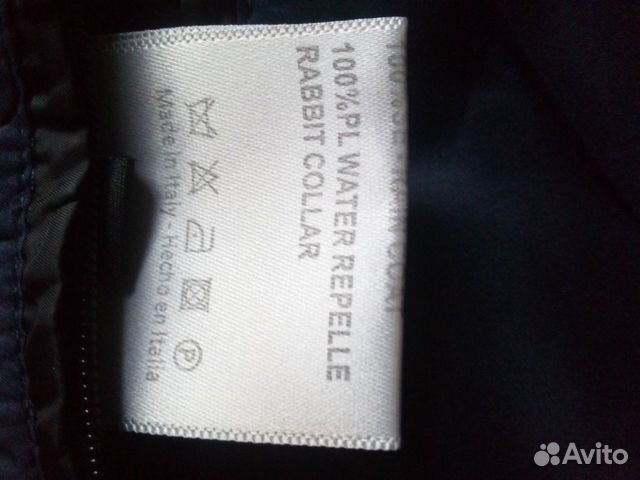 100%PL WATER REPELLE
RABBIT COLLAR
P
Made in Italy - Hecho en Italia
Avito